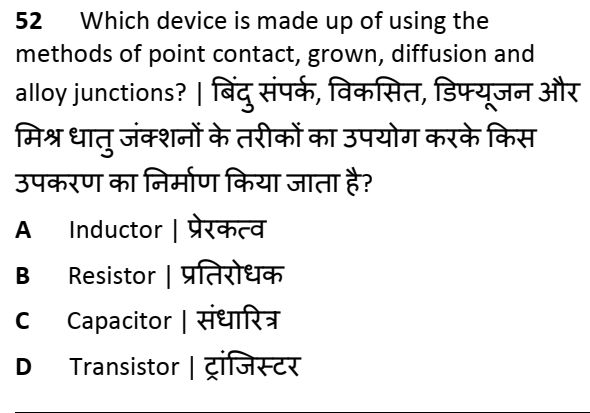 52 Which device is made up of using the
methods of point contact, grown, diffusion and
alloy junctions? | बिंदु संपर्क, विकसित, डिफ्यूजन और
मिश्र धातु जंक्शनों के तरीकों का उपयोग करके किस
उपकरण का निर्माण किया जाता है?
A Inductor | प्रेरकत्व
B Resistor | प्रतिरोधक
C Capacitor | संधारित्र
D Transistor | ट्रांजिस्टर